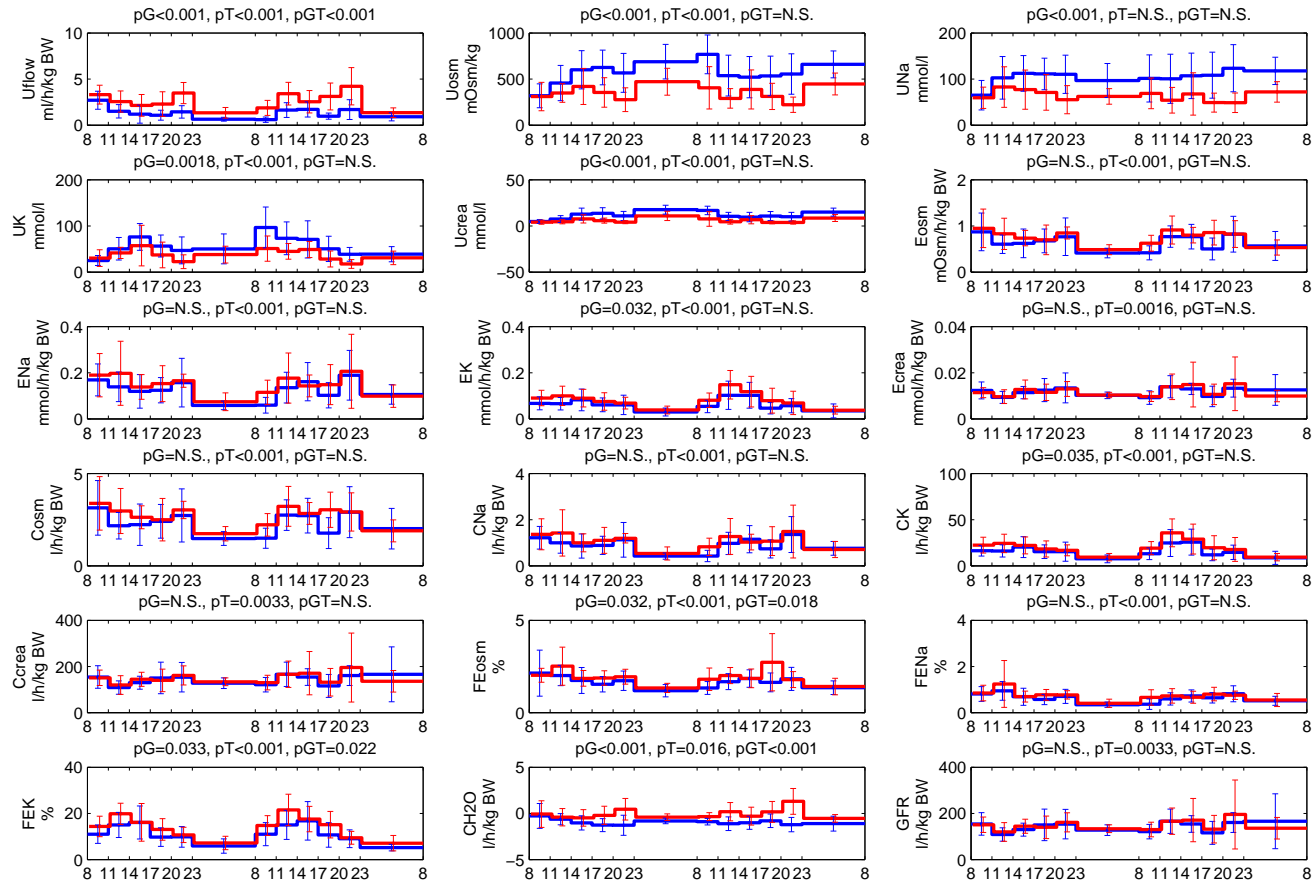 pG<0.001, pT<0.001, pGT<0.001
Uflow
ml/h/kg BW
10
5
0
8 11 14 17 20 23 8 11 14 17 20 23 8
pG<0.001, pT<0.001, pGT=N.S.
Uosm
mOsm/kg
1000
500
0
8 11 14 17 20 23 8 11 14 17 20 23 8
pG<0.001, pT=N.S., pGT=N.S.
UNa
mmol/l
200
100
0
8 11 14 17 20 23 8 11 14 17 20 23 8
pG=0.0018, pT<0.001, pGT=N.S.
UK
mmol/l
200
100
0
8 11 14 17 20 23 8 11 14 17 20 23 8
pG<0.001, pT<0.001, pGT=N.S.
Ucrea
mmol/l
50
0
−50
8 11 14 17 20 23 8 11 14 17 20 23 8
pG=N.S., pT<0.001, pGT=N.S.
Eosm
mOsm/h/kg BW
2
1
0
8 11 14 17 20 23 8 11 14 17 20 23 8
pG=N.S., pT<0.001, pGT=N.S.
ENa
mmol/h/kg BW
0.4
0.2
0
8 11 14 17 20 23 8 11 14 17 20 23 8
pG=0.032, pT<0.001, pGT=N.S.
EK
mmol/h/kg BW
0.4
0.2
0
8 11 14 17 20 23 8 11 14 17 20 23 8
pG=N.S., pT=0.0016, pGT=N.S.
Ecrea
mmol/h/kg BW
0.04
0.02
0
8 11 14 17 20 23 8 11 14 17 20 23 8
pG=N.S., pT<0.001, pGT=N.S.
Cosm
l/h/kg BW
5
0
8 11 14 17 20 23 8 11 14 17 20 23 8
pG=N.S., pT<0.001, pGT=N.S.
CNa
l/h/kg BW
4
2
0
8 11 14 17 20 23 8 11 14 17 20 23 8
pG=0.035, pT<0.001, pGT=N.S.
CK
l/h/kg BW
100
50
0
8 11 14 17 20 23 8 11 14 17 20 23 8
pG=N.S., pT=0.0033, pGT=N.S.
Ccrea
l/h/kg BW
400
200
0
8 11 14 17 20 23 8 11 14 17 20 23 8
pG=0.032, pT<0.001, pGT=0.018
FEosm
%
5
0
8 11 14 17 20 23 8 11 14 17 20 23 8
pG=N.S., pT<0.001, pGT=N.S.
FENa
%
4
2
0
8 11 14 17 20 23 8 11 14 17 20 23 8
pG=0.033, pT<0.001, pGT=0.022
FEK
%
40
20
0
8 11 14 17 20 23 8 11 14 17 20 23 8
pG<0.001, pT=0.016, pGT<0.001
CH2O
l/h/kg BW
5
0
−5
8 11 14 17 20 23 8 11 14 17 20 23 8
pG=N.S., pT=0.0033, pGT=N.S.
GFR
l/h/kg BW
400
200
0
8 11 14 17 20 23 8 11 14 17 20 23 8